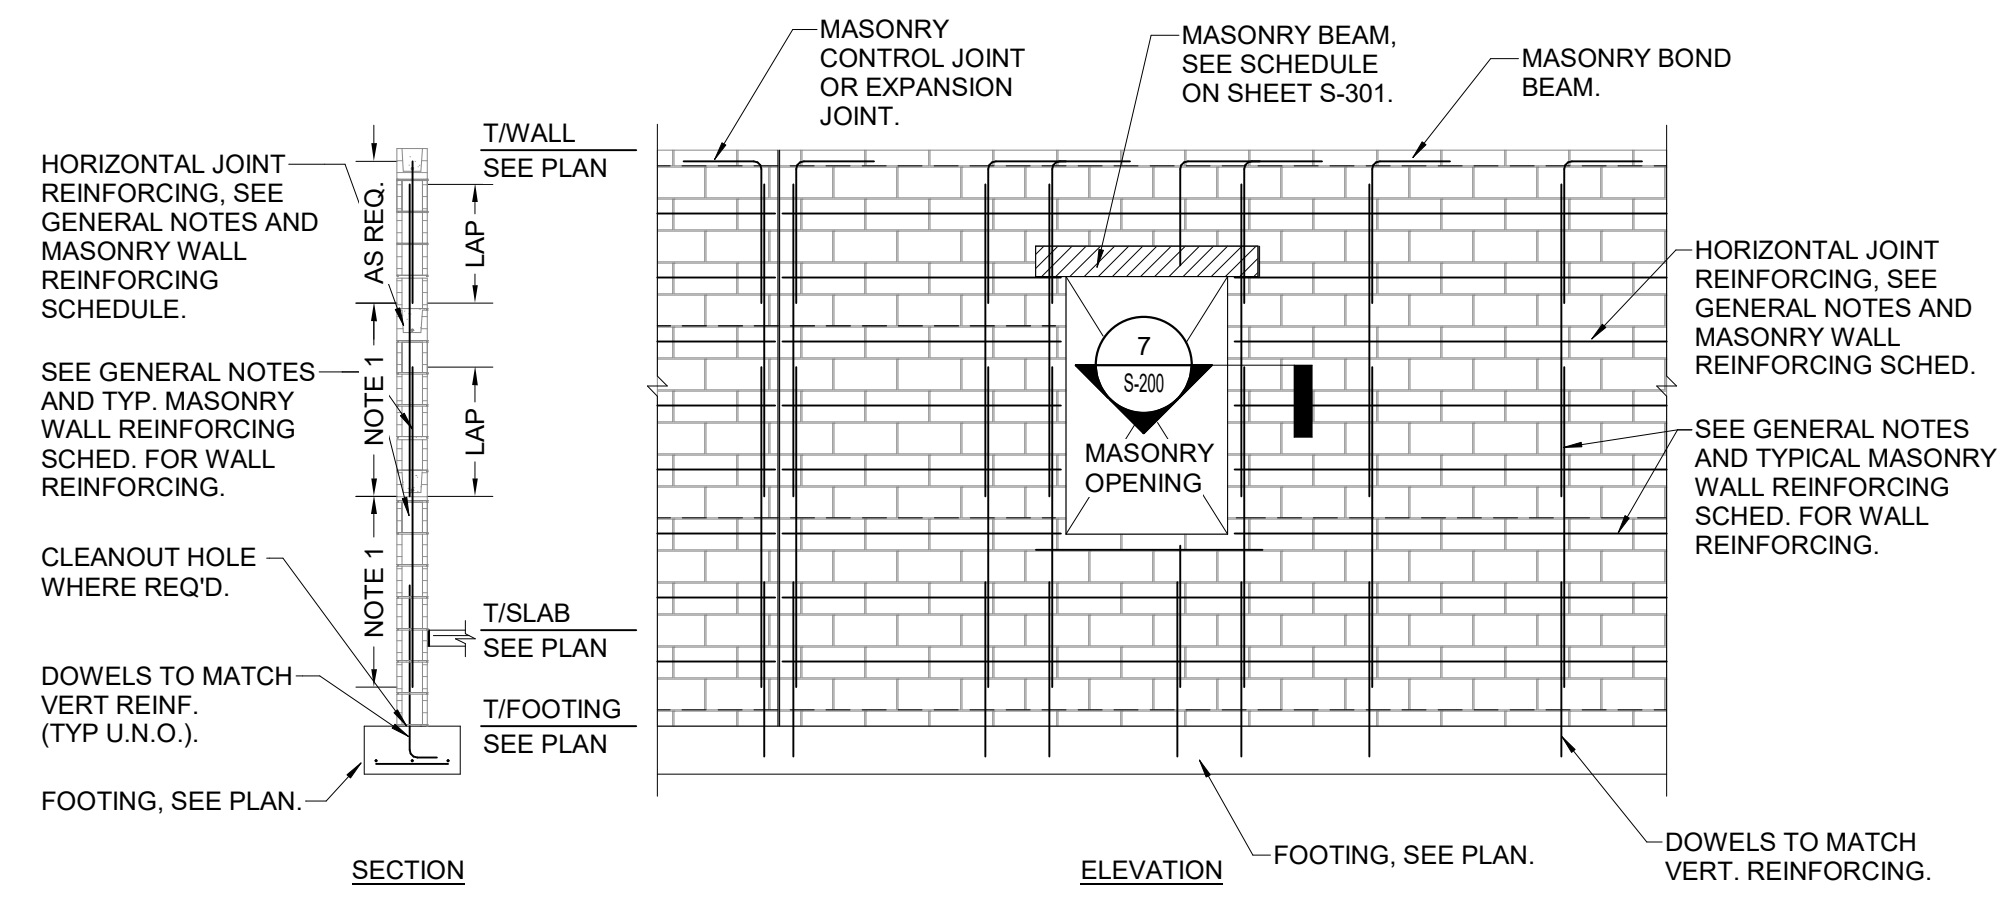 MASONRY
CONTROL JOINT
OR EXPANSION
JOINT.
MASONRY BEAM,
SEE SCHEDULE
ON SHEET S-301.
MASONRY BOND
BEAM.
HORIZONTAL JOINT
REINFORCING, SEE
GENERAL NOTES AND
MASONRY WALL
REINFORCING
SCHEDULE.
SEE GENERAL NOTES
AND TYP. MASONRY
WALL REINFORCING
SCHED. FOR WALL
REINFORCING.
CLEANOUT HOLE
WHERE REQ'D.
DOWELS TO MATCH
VERT REINF.
(TYP U.N.O.).
FOOTING, SEE PLAN.
AS REQ.
NOTE 1
NOTE 1
LAP
LAP
T/WALL
SEE PLAN
T/SLAB
SEE PLAN
T/FOOTING
SEE PLAN
SECTION
7
S-200
MASONRY
OPENING
HORIZONTAL JOINT
REINFORCING, SEE
GENERAL NOTES AND
MASONRY WALL
REINFORCING SCHED.
SEE GENERAL NOTES
AND TYPICAL MASONRY
WALL REINFORCING
SCHED. FOR WALL
REINFORCING.
DOWELS TO MATCH
VERT. REINFORCING.
FOOTING, SEE PLAN.
ELEVATION